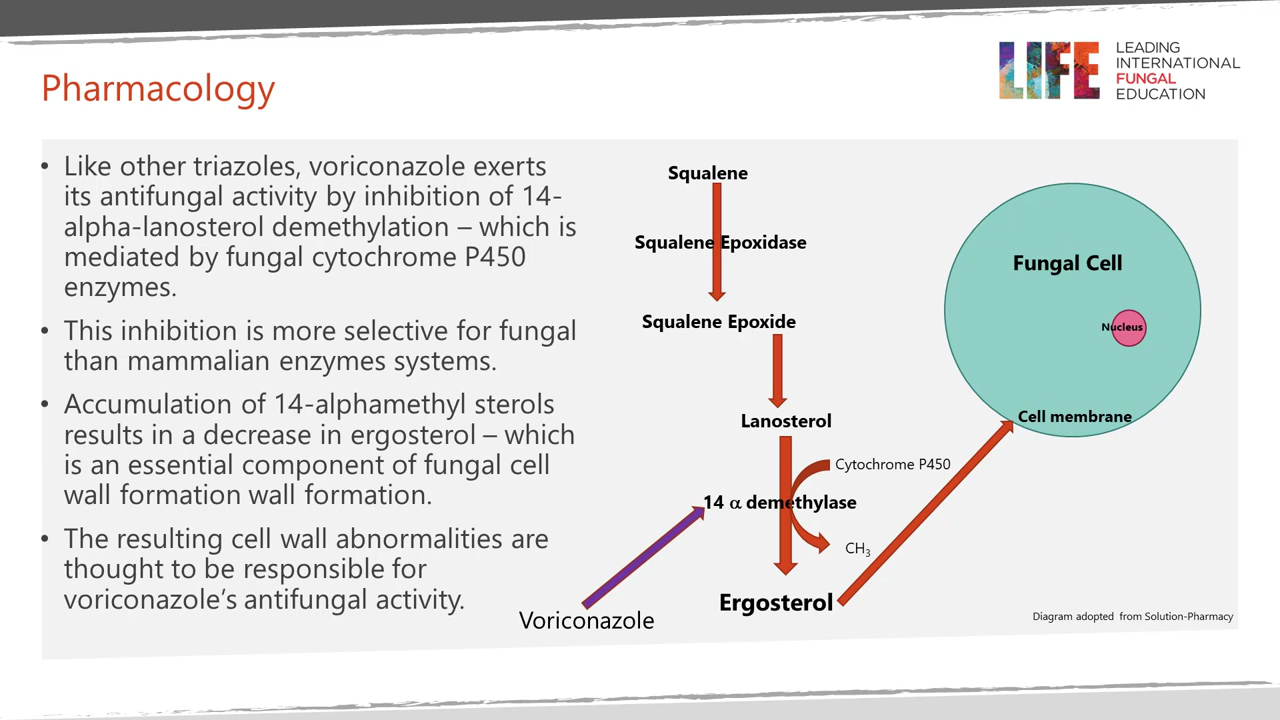 Pharmacology
LIFE
LEADING
INTERNATIONAL
FUNGAL
EDUCATION
• Like other triazoles, voriconazole exerts
its antifungal activity by inhibition of 14-
alpha-lanosterol demethylation – which is
mediated by fungal cytochrome P450
enzymes.
• This inhibition is more selective for fungal
than mammalian enzymes systems.
• Accumulation of 14-alphamethyl sterols
results in a decrease in ergosterol – which
is an essential component of fungal cell
wall formation wall formation.
• The resulting cell wall abnormalities are
thought to be responsible for
voriconazole's antifungal activity.
Squalene
Squalene Epoxidase
Squalene Epoxide
Lanosterol
Cytochrome P450
14 α demethylase
CH3
Ergosterol
Voriconazole
Fungal Cell
Nucleus
Cell membrane
Diagram adopted from Solution-Pharmacy